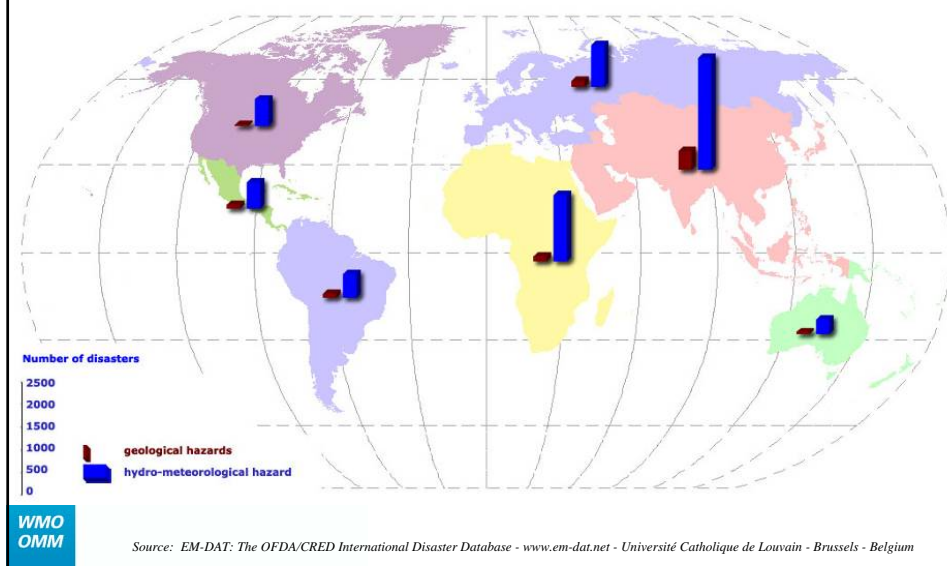 Number of disasters
2500
2000
1500
1000
500
0
geological hazards
hydro-meteorological hazard
WMO
OMM
Source: EM-DAT: The OFDA/CRED International Disaster Database - www.em-dat.net - Université Catholique de Louvain - Brussels - Belgium